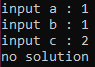 input a : 1
input b : 1
input c : 2
no solution